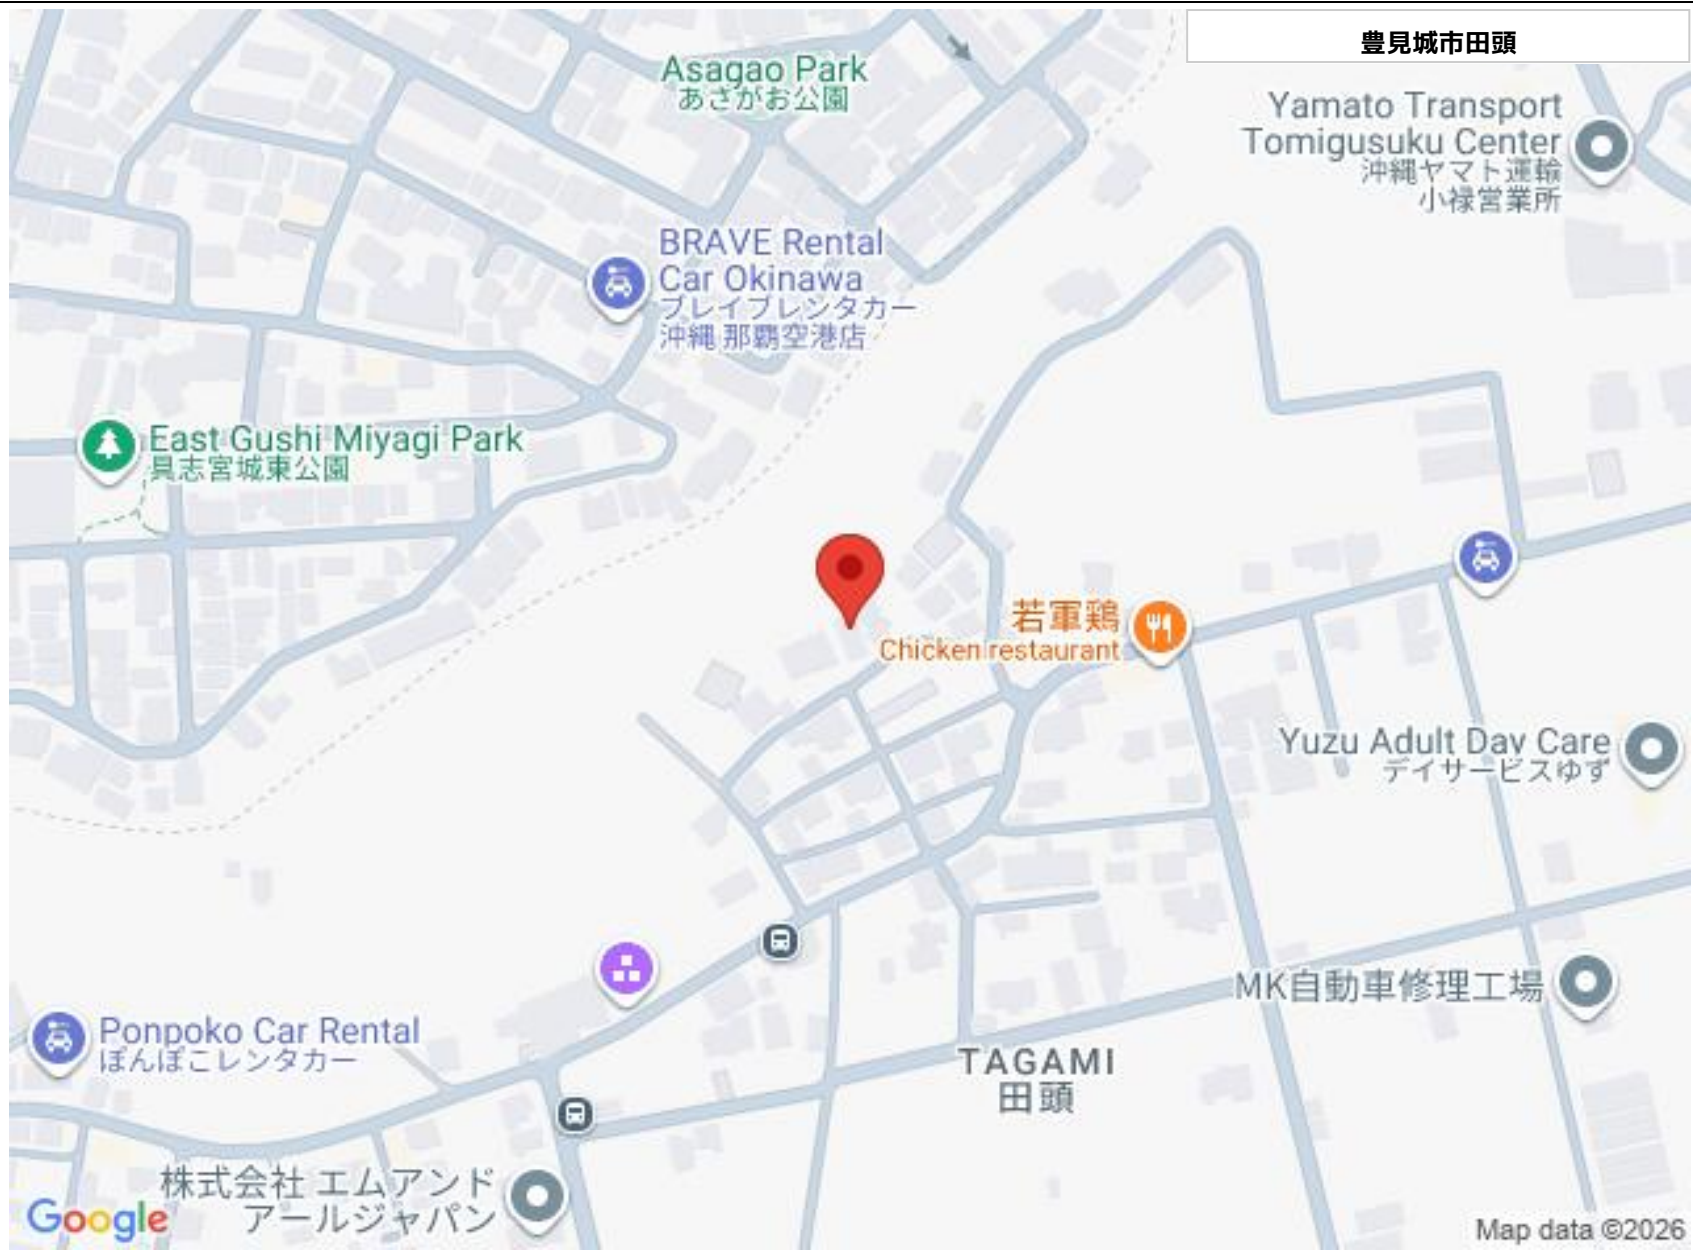 豊見城市田頭
Asagao Park
あさがお公園
Yamato Transport
Tomigusuku Center
沖縄ヤマト運輸
小禄営業所
BRAVE Rental
Car Okinawa
ブレイブレンタカー
沖縄 那覇空港店
East Gushi Miyagi Park
具志宮城東公園
若軍鶏
Chicken restaurant
Yuzu Adult Day Care
デイサービスゆず
MK自動車修理工場
Ponpoko Car Rental
ぽんぽこレンタカー
TAGAMI
田頭
株式会社 エムアンド
アールジャパン
Google
Map data ©2026